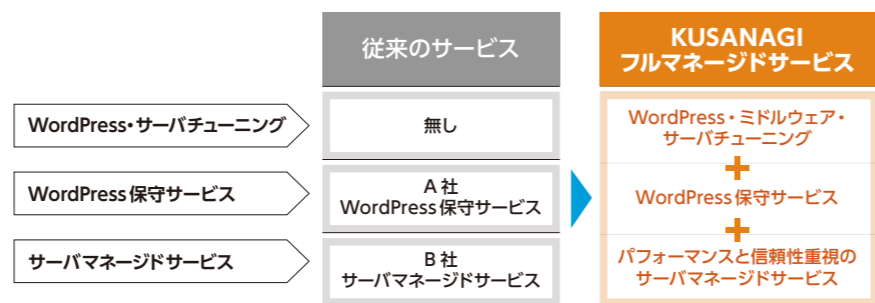 従来のサービス
KUSANAGI
フルマネージドサービス
WordPress・サーバチューニング
無し
WordPress・ミドルウェア・
サーバチューニング
+
WordPress保守サービス
A 社
WordPress保守サービス
WordPress保守サービス
+
サーバマネージドサービス
B 社
サーバマネージドサービス
パフォーマンスと信頼性重視の
サーバマネージドサービス